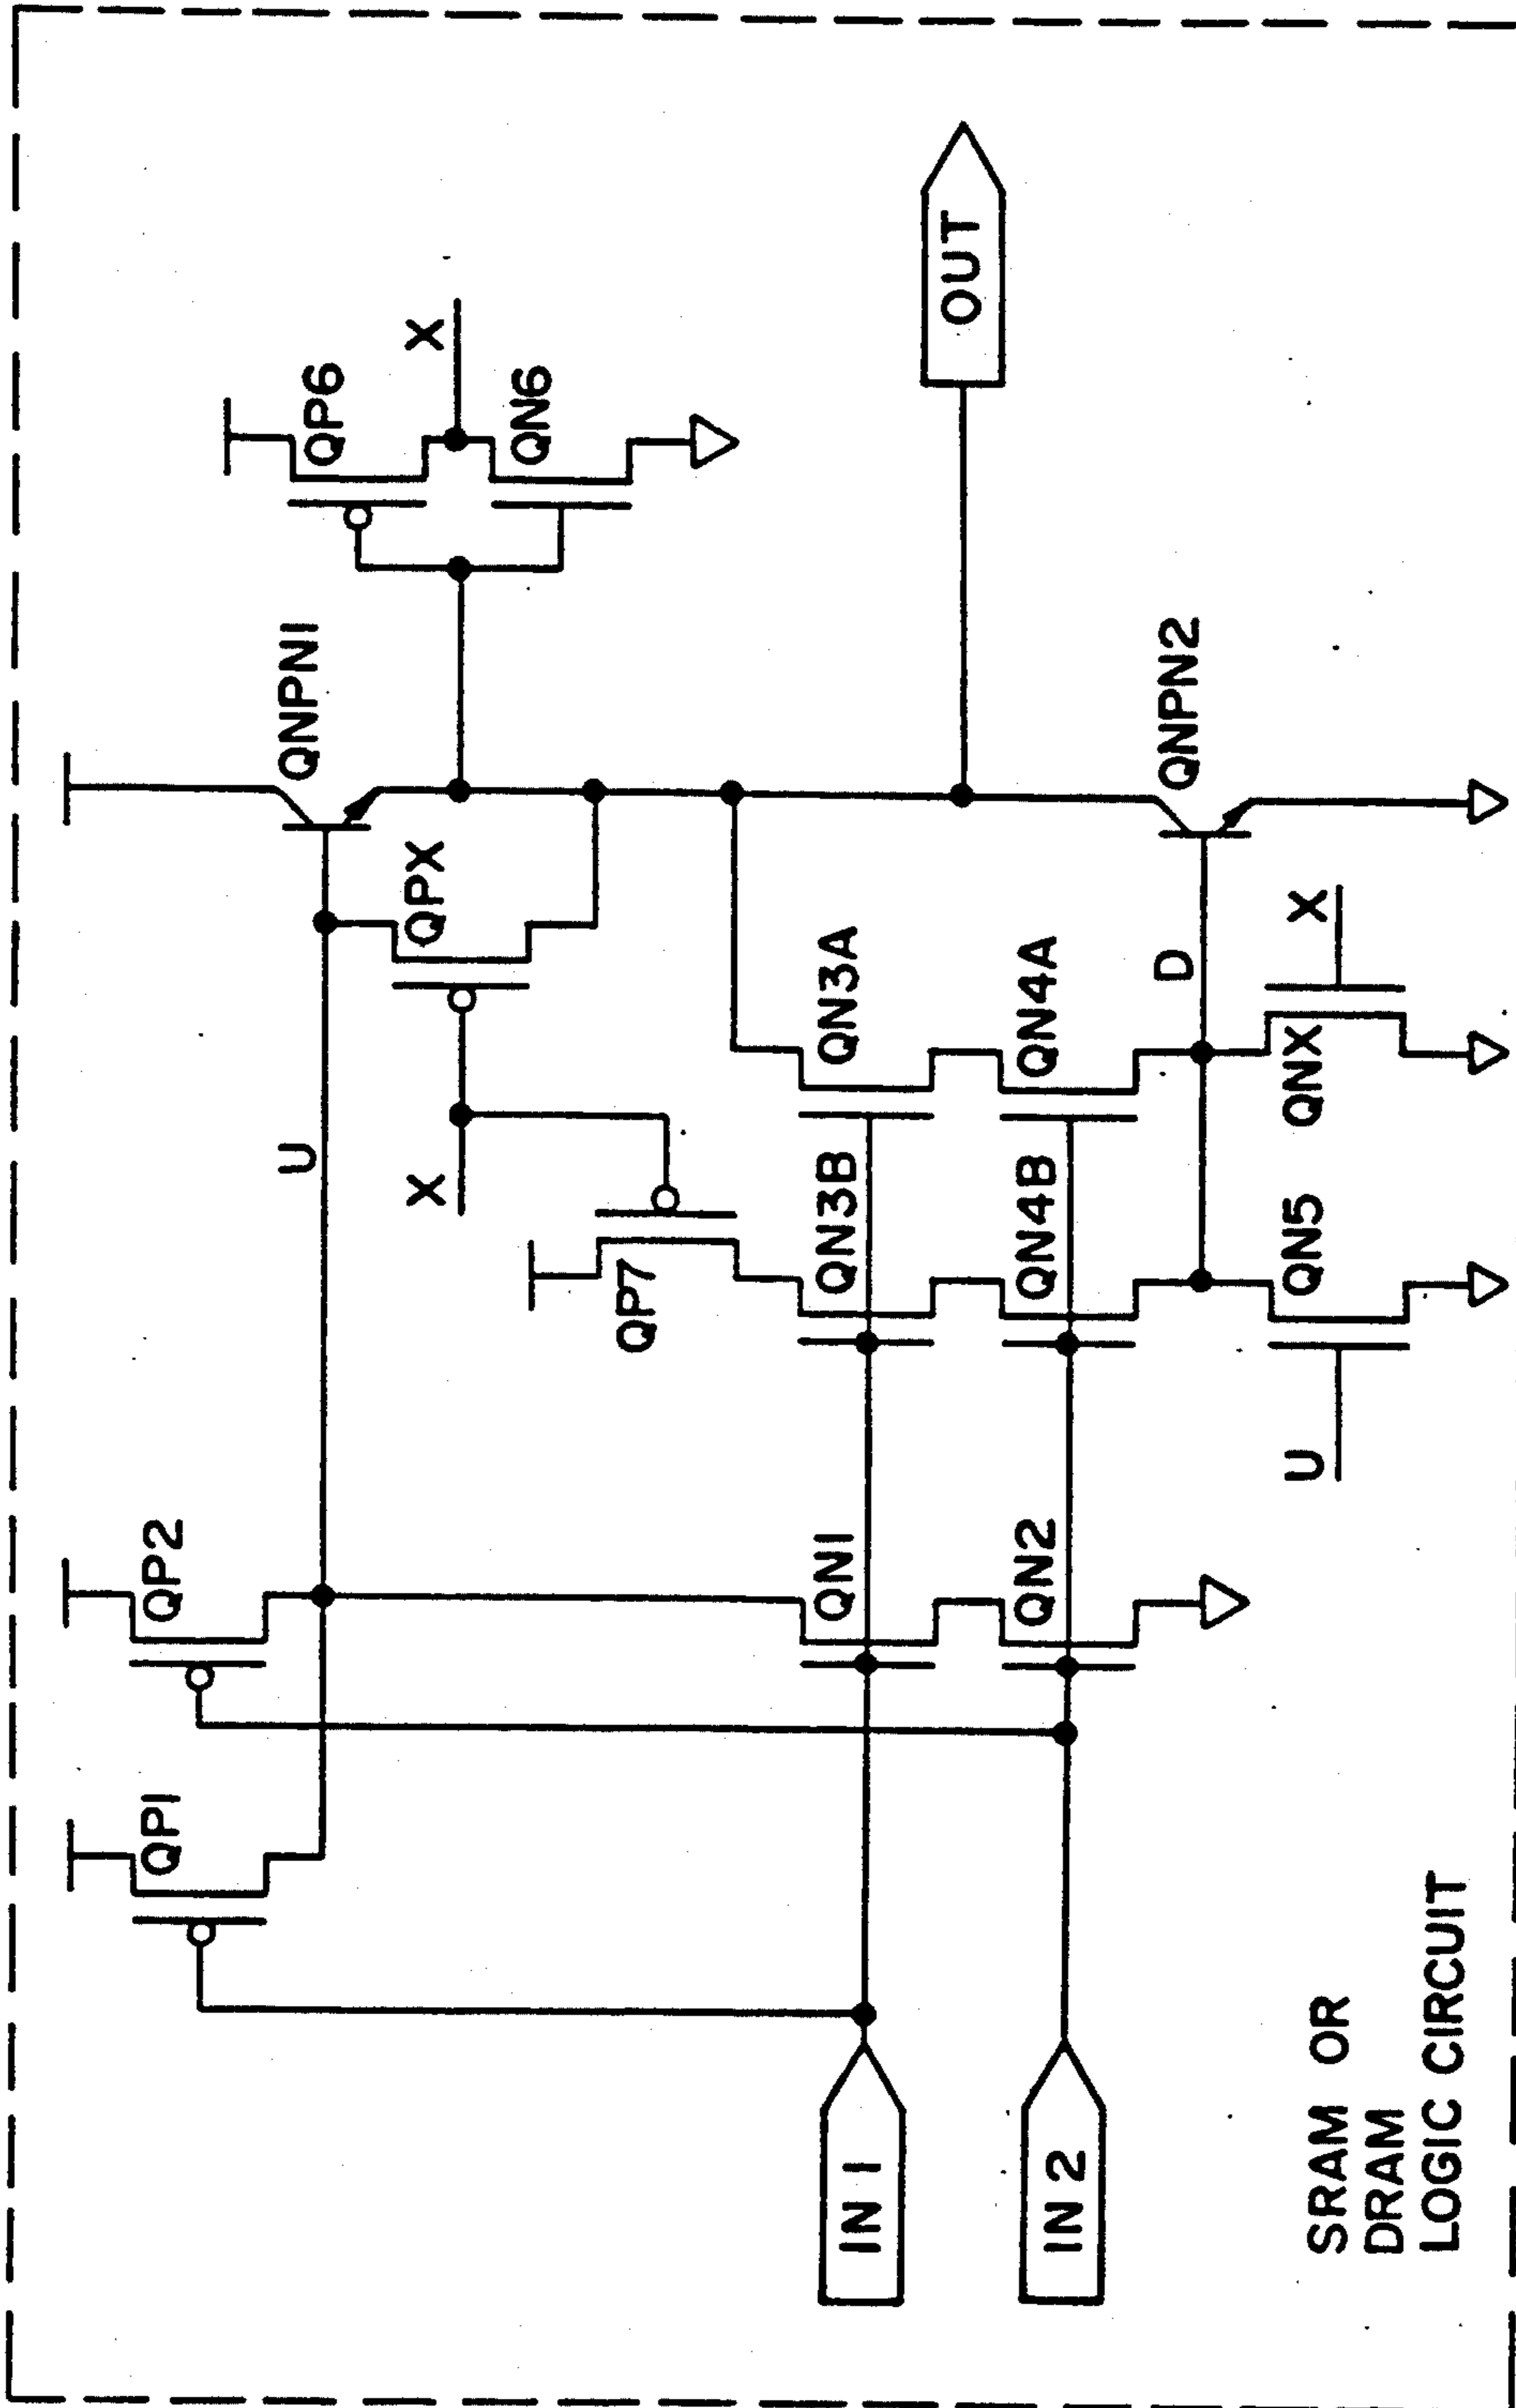 QP1
QP2
U
QNPN1
QP6
X
QN6
X
QPX
QP7
QN1
QN3B
QN3A
IN 1
OUT
QN2
QN4B
QN4A
IN 2
D
QNPN2
U
QN5
QNX
X
SRAM OR
DRAM
LOGIC CIRCUIT